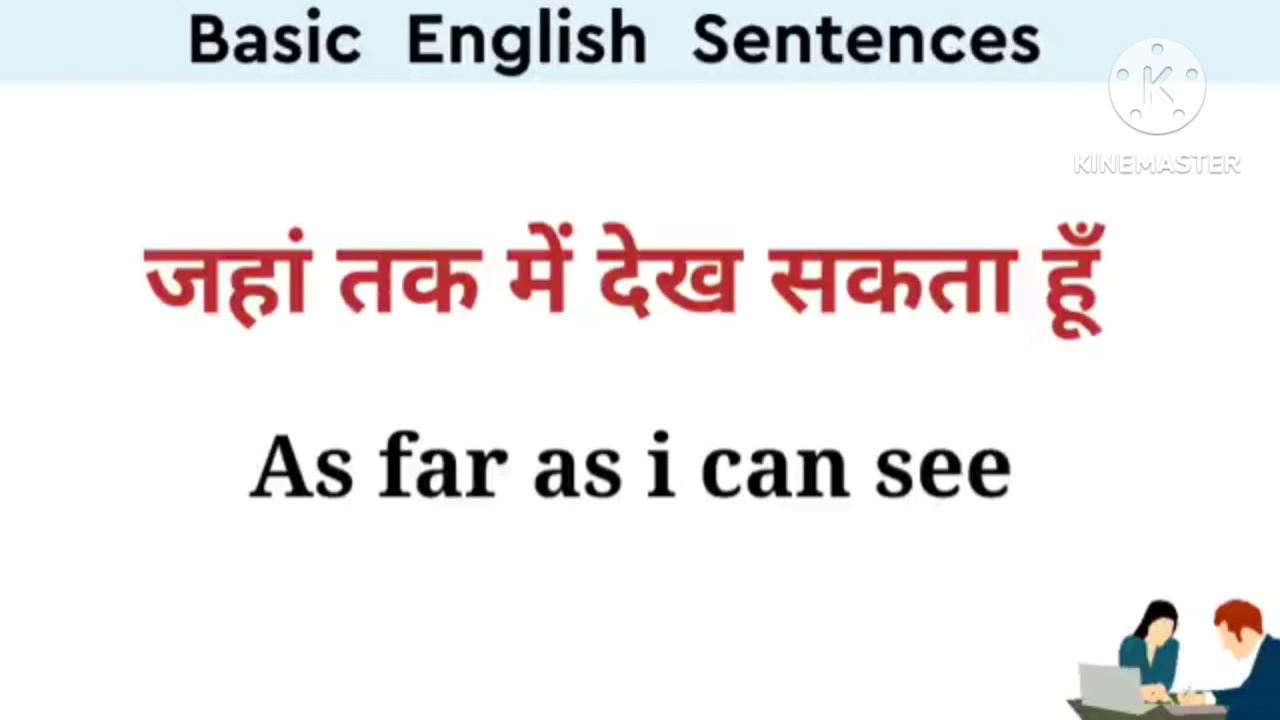 Basic English Sentences
K
KINEMASTER
जहां तक में देख सकता हूँ
As far as i can see